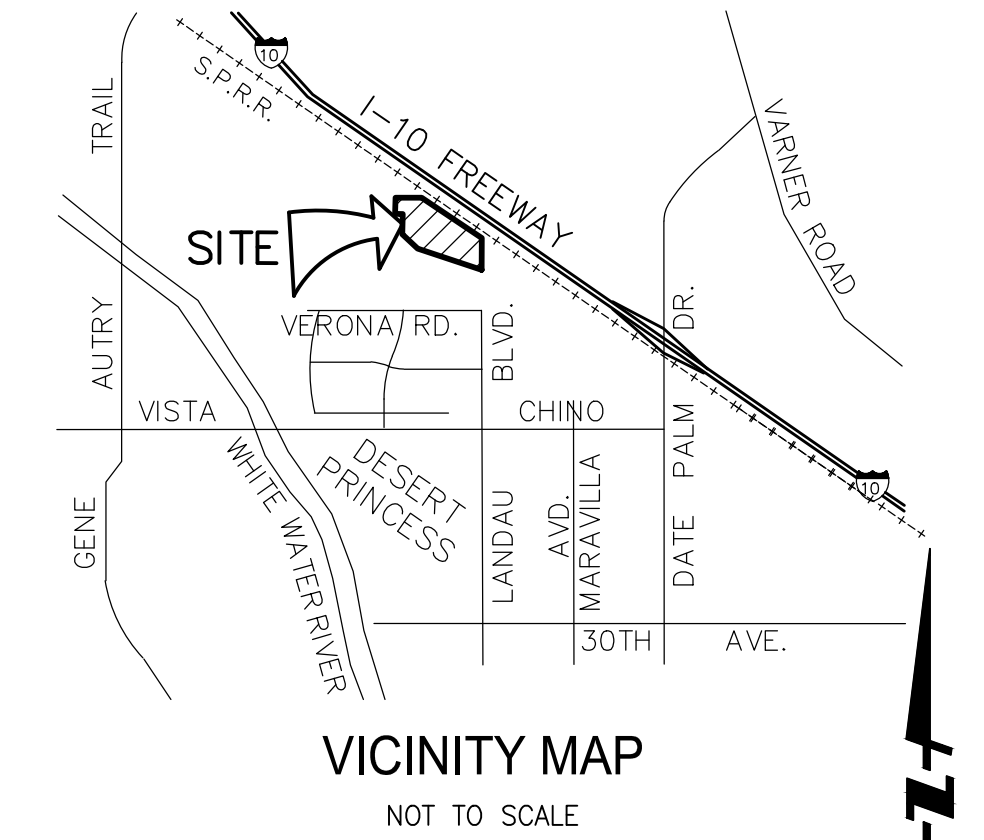 10
S.P.R.R.
I-10 FREEWAY
GENE AUTRY TRAIL
VARNER ROAD
SITE
VERONA RD.
LANDAU BLVD.
DATE PALM DR.
VISTA CHINO
DESERT
PRINCESS
WHITE WATER RIVER
AVD.
MARAVILLA
10
30TH AVE.
VICINITY MAP
NOT TO SCALE
N